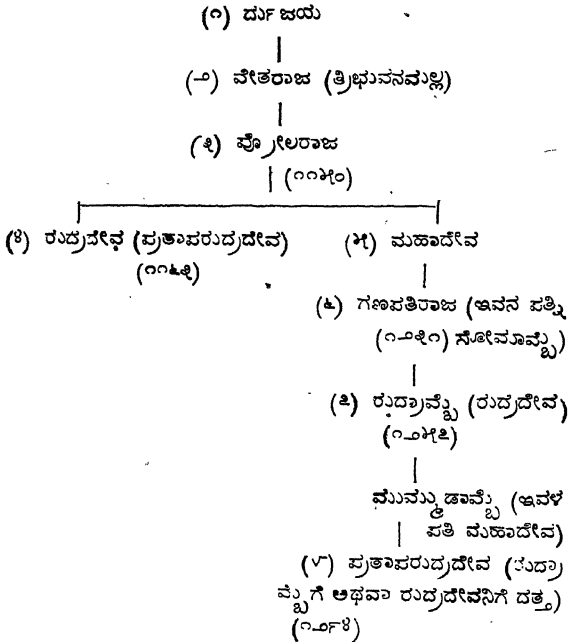 (೧) ರ್ದುಜಯ
(೨) ವೇತರಾಜ (ತ್ರಿಭುವನಮಲ್ಲ)
(೩) ಪ್ರೋಲರಾಜ
(೧೧೫೦)
(೪) ರುದ್ರದೇವ (ಪ್ರತಾಪರುದ್ರದೇವ) (೫) ಮಹಾದೇವ
(೧೧೬೩)
(೬) ಗಣಪತಿರಾಜ (ಇವನ ಪತ್ನಿ
(೧೨೩೧) ಸೋಮಾಂಬೆ)
(೭) ರುದ್ರಾಮ್ಬೆ (ರುದ್ರದೇವ)
(೧೨೫೭)
ಮುಮ್ಮುಡಾಮ್ಬೆ (ಇವಳ
ಪತಿ ಮಹಾದೇವ)
(೮) ಪ್ರತಾಪರುದ್ರದೇವ (ರುದ್ರಾ
ಮ್ಬೆಗೆ ಅಥವಾ ರುದ್ರದೇವನಿಗೆ ದತ್ತ)
(೧೨೯೪)